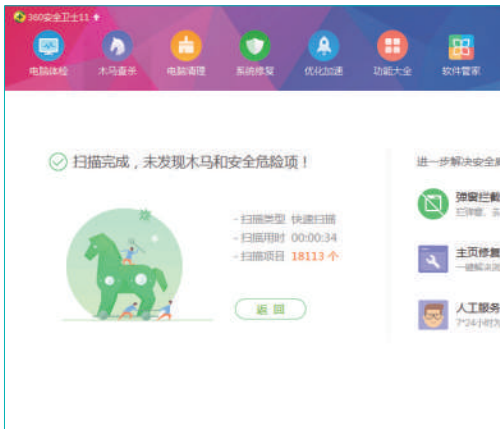 360安全卫士11
电脑体检 木马查杀 电脑清理 系统修复 优化加速 功能大全 软件管家
扫描完成，未发现木马和安全危险项！
进一步解决安全
- 扫描类型 快速扫描
- 扫描用时 00:00:34
- 扫描项目 18113 个
返 回
弹窗拦截
主页修复
一键解决浏
人工服务
7*24小时为